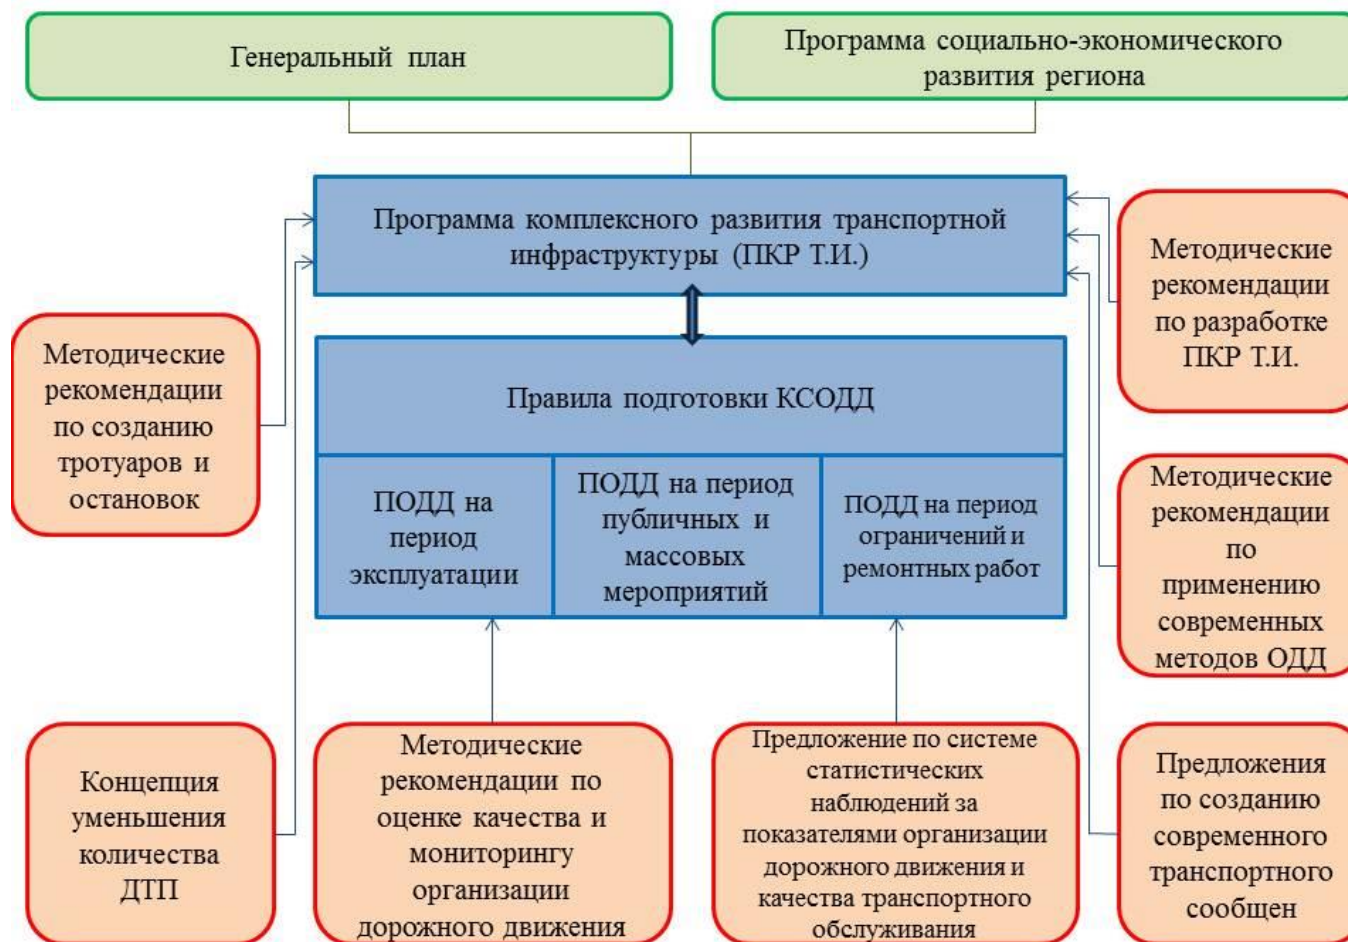 Генеральный план
Программа социально-экономического
развития региона
Программа комплексного развития транспортной
инфраструктуры (ПКР Т.И.)
Методические
рекомендации
по разработке
ПКР Т.И.
Методические
рекомендации
по созданию
тротуаров и
остановок
Правила подготовки КСОДД
ПОДД на
период
эксплуатации
ПОДД на период
публичных и
массовых
мероприятий
ПОДД на период
ограничений и
ремонтных работ
Методические
рекомендации
по
применению
современных
методов ОДД
Концепция
уменьшения
количества
ДТП
Методические
рекомендации по
оценке качества и
мониторингу
организации
дорожного движения
Предложение по системе
статистических
наблюдений за
показателями организации
дорожного движения и
качества транспортного
обслуживания
Предложения
по созданию
современного
транспортного
сообщен